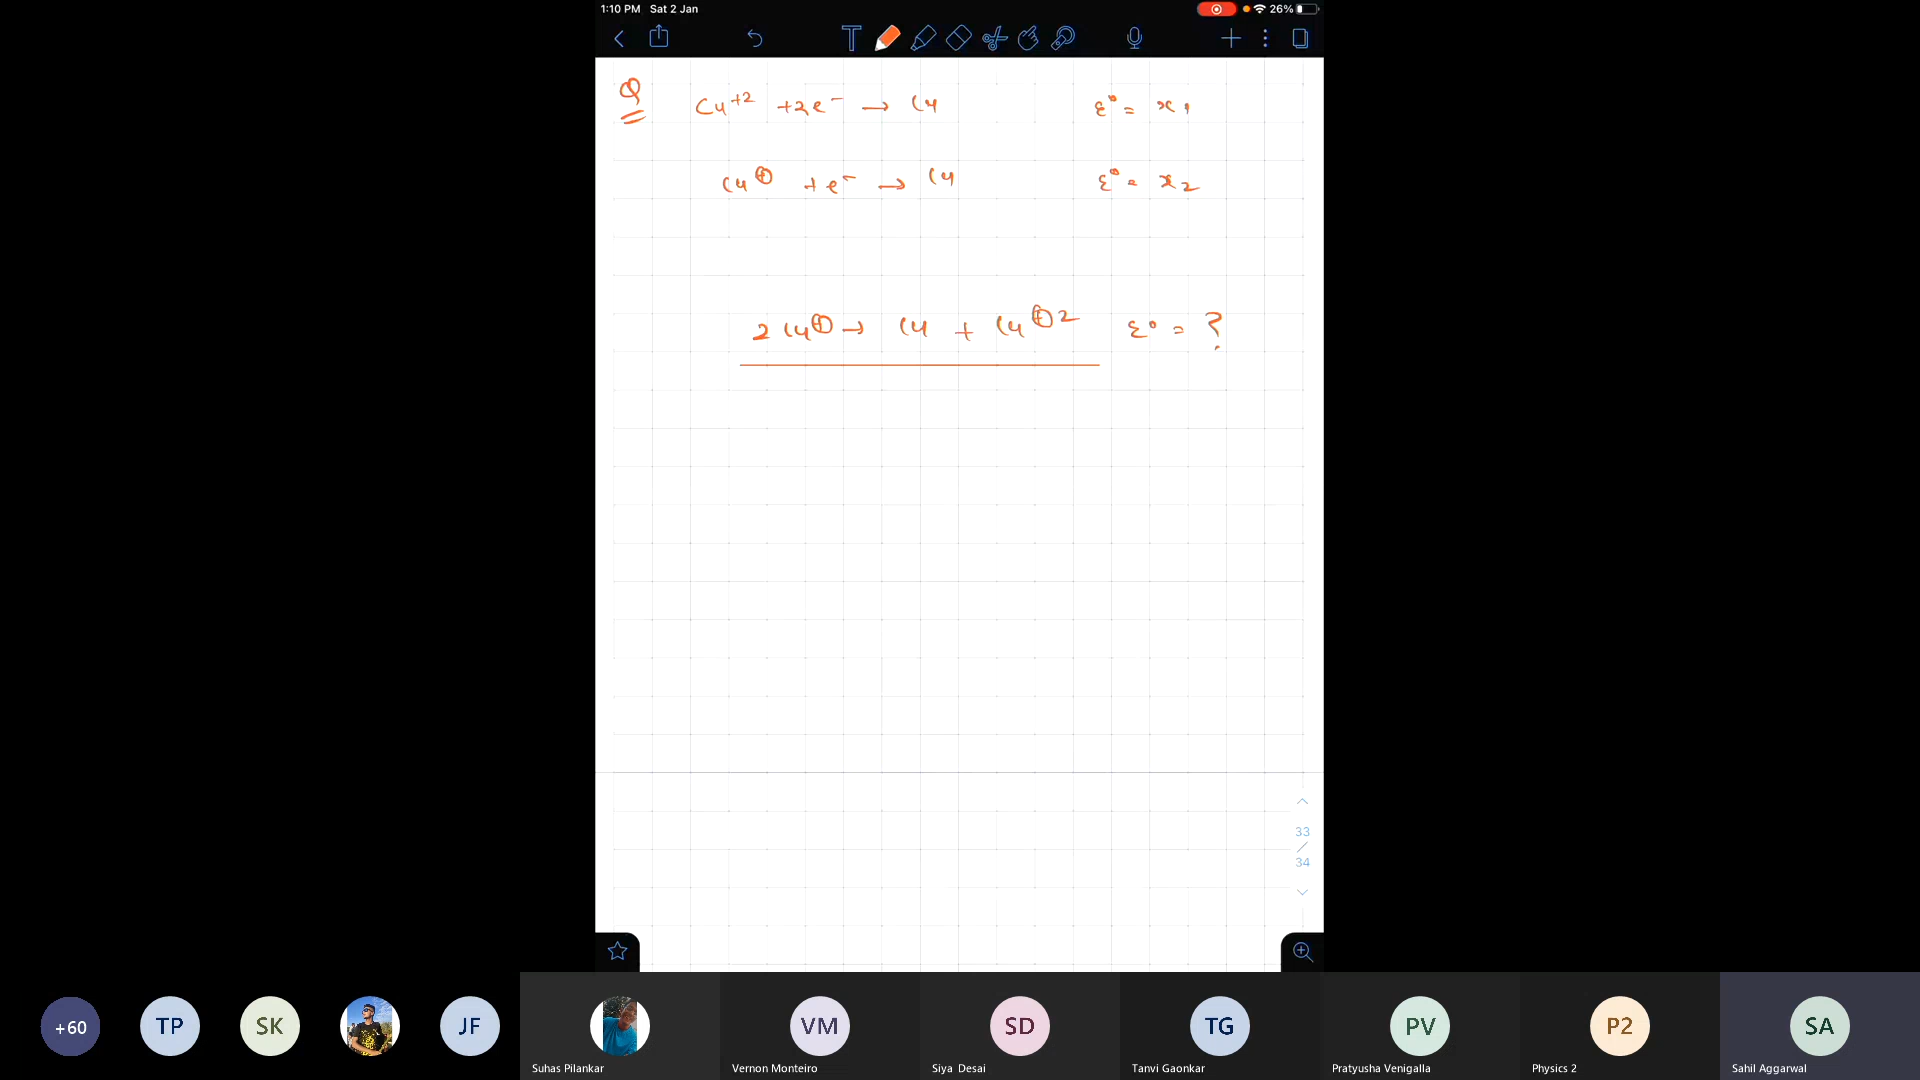 1:10 PM Sat 2 Jan
26%
Q
Cu+2 +2e- → Cu ε° = x1
Cu⊕ +e- → Cu ε° = x2
2 Cu⊕ → Cu + Cu⊕2 ε° = ?
33
/
34
+60
TP
SK
JF
VM
SD
TG
PV
P2
SA
Suhas Pilankar
Vernon Monteiro
Siya Desai
Tanvi Gaonkar
Pratyusha Venigalla
Physics 2
Sahil Aggarwal